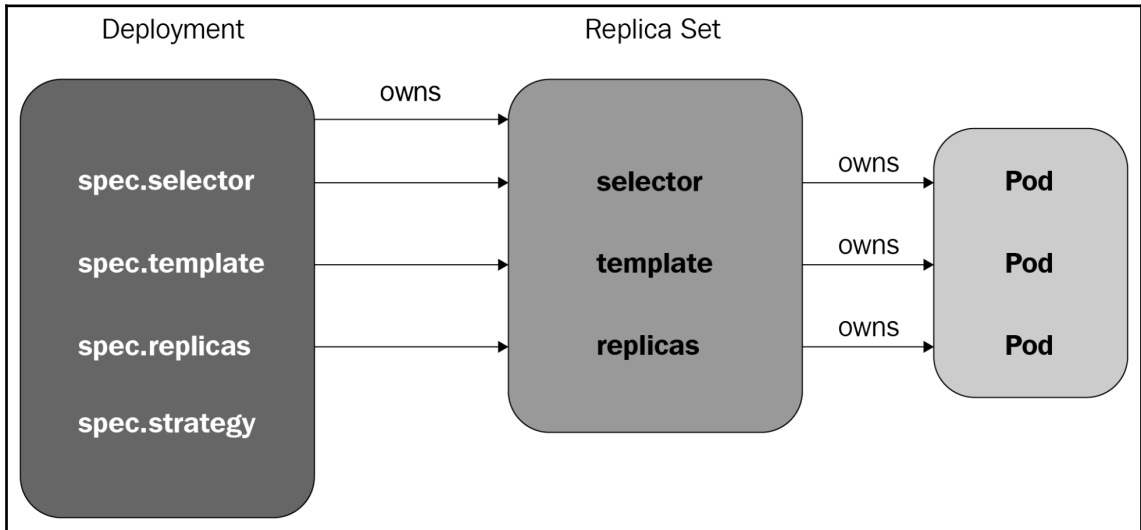 Deployment
Replica Set
owns
spec.selector
selector
owns
Pod
spec.template
template
owns
Pod
spec.replicas
replicas
owns
Pod
spec.strategy